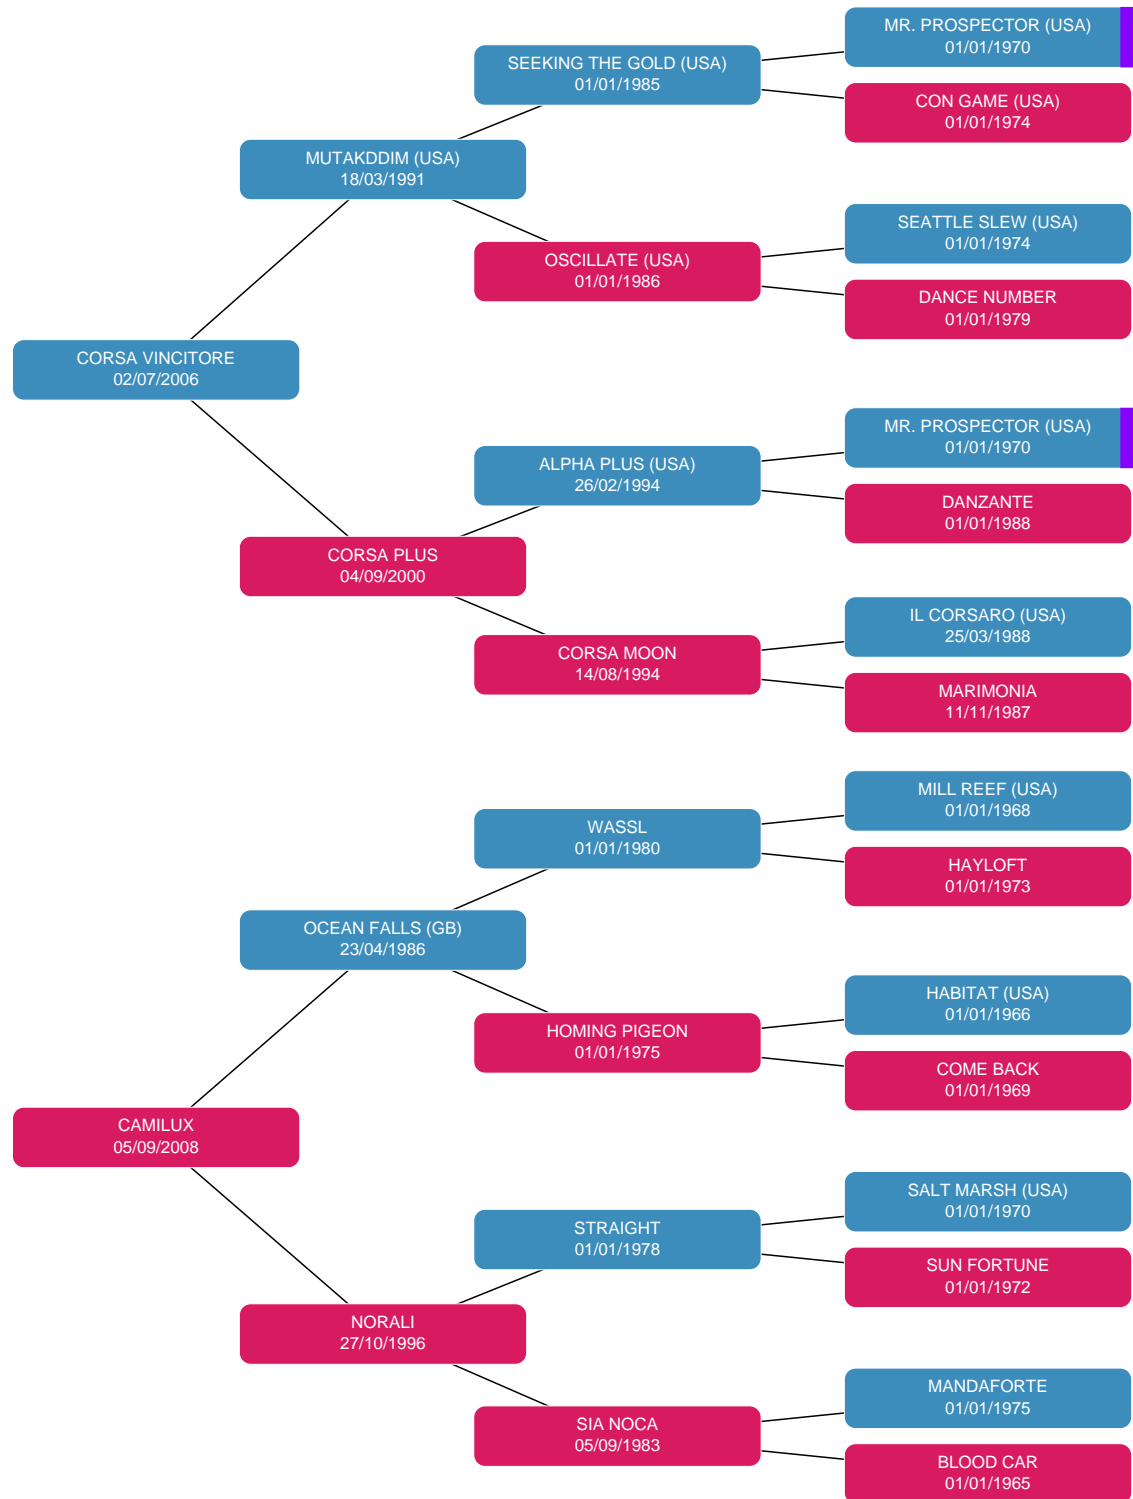 MR. PROSPECTOR (USA)
01/01/1970
SEEKING THE GOLD (USA)
01/01/1985
CON GAME (USA)
01/01/1974
MUTAKDDIM (USA)
18/03/1991
SEATTLE SLEW (USA)
01/01/1974
OSCILLATE (USA)
01/01/1986
DANCE NUMBER
01/01/1979
CORSA VINCITORE
02/07/2006
MR. PROSPECTOR (USA)
01/01/1970
ALPHA PLUS (USA)
26/02/1994
DANZANTE
01/01/1988
CORSA PLUS
04/09/2000
IL CORSARO (USA)
25/03/1988
CORSA MOON
14/08/1994
MARIMONIA
11/11/1987
MILL REEF (USA)
01/01/1968
WASSL
01/01/1980
HAYLOFT
01/01/1973
OCEAN FALLS (GB)
23/04/1986
HABITAT (USA)
01/01/1966
HOMING PIGEON
01/01/1975
COME BACK
01/01/1969
CAMILUX
05/09/2008
SALT MARSH (USA)
01/01/1970
STRAIGHT
01/01/1978
SUN FORTUNE
01/01/1972
NORALI
27/10/1996
MANDAFORTE
01/01/1975
SIA NOCA
05/09/1983
BLOOD CAR
01/01/1965